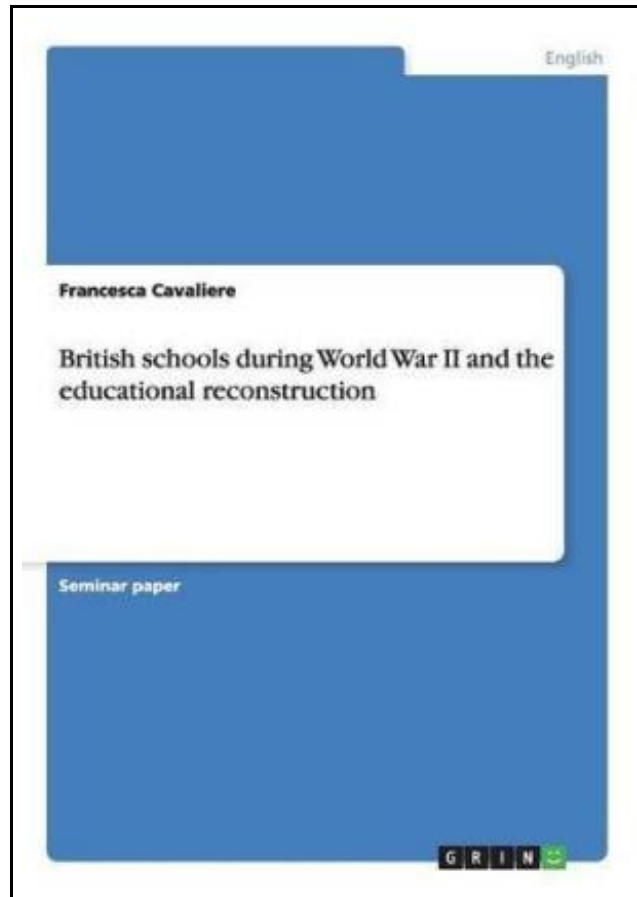 English
Francesca Cavaliere
British schools during World War II and the
educational reconstruction
Seminar paper
GRIN